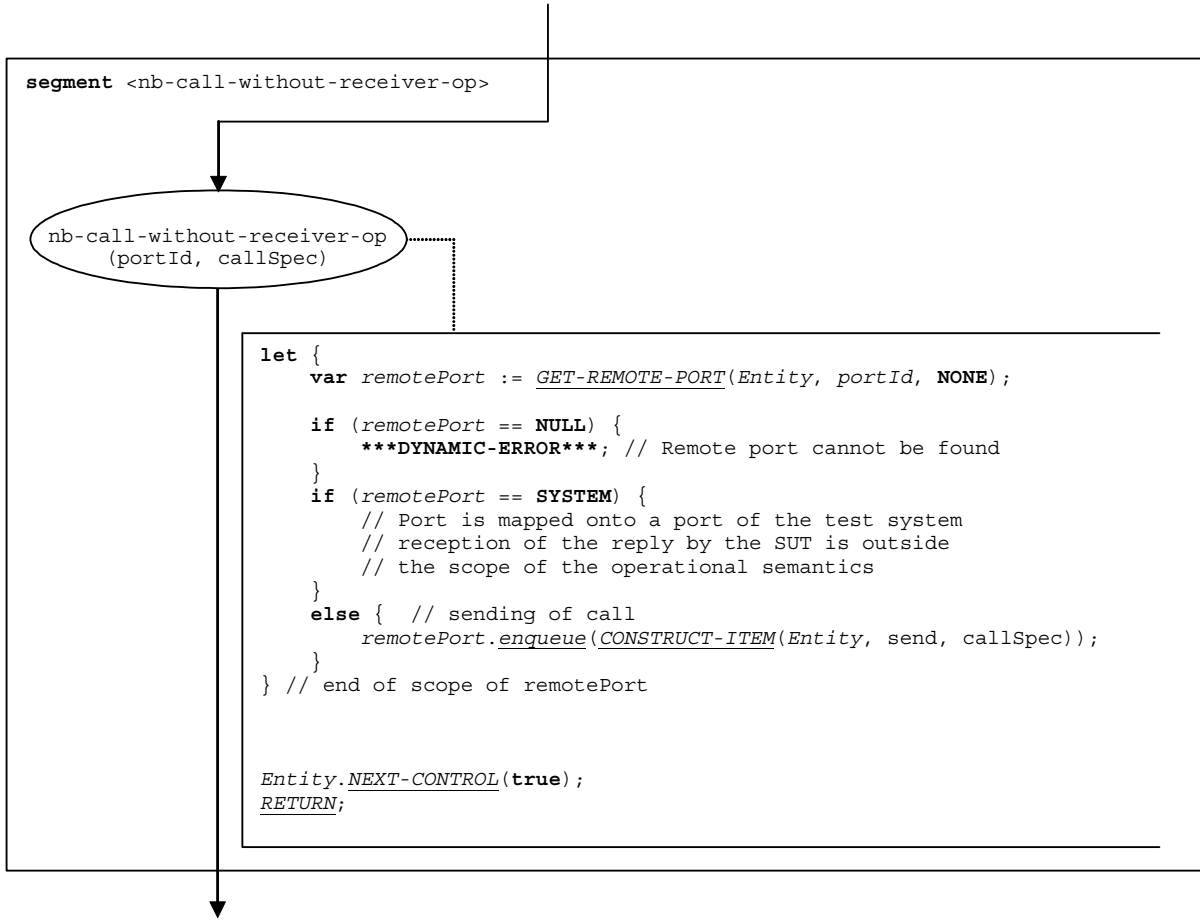 segment <nb-call-without-receiver-op>
nb-call-without-receiver-op
(portId, callSpec)
let {
var remotePort := GET-REMOTE-PORT(Entity, portId, NONE);
if (remotePort == NULL) {
***DYNAMIC-ERROR***; // Remote port cannot be found
}
if (remotePort == SYSTEM) {
// Port is mapped onto a port of the test system
// reception of the reply by the SUT is outside
// the scope of the operational semantics
}
else { // sending of call
remotePort.enqueue(CONSTRUCT-ITEM(Entity, send, callSpec));
}
} // end of scope of remotePort
Entity.NEXT-CONTROL(true);
RETURN;